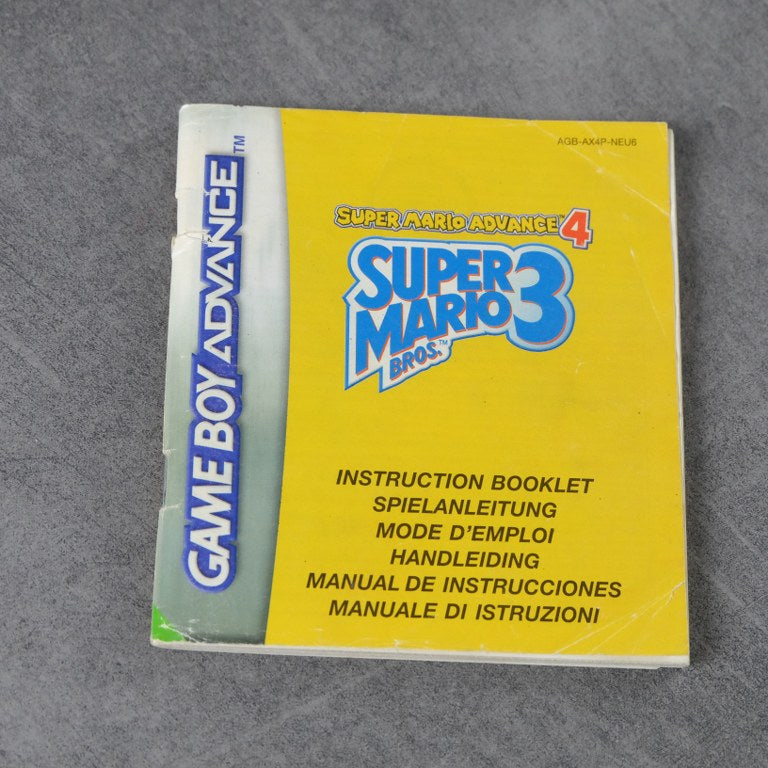 GAME BOY ADVANCE™
AGB-AX4P-NEU6
SUPER MARIO ADVANCE™ 4
SUPER
MARIO 3
BROS.™
INSTRUCTION BOOKLET
SPIELANLEITUNG
MODE D'EMPLOI
HANDLEIDING
MANUAL DE INSTRUCCIONES
MANUALE DI ISTRUZIONI